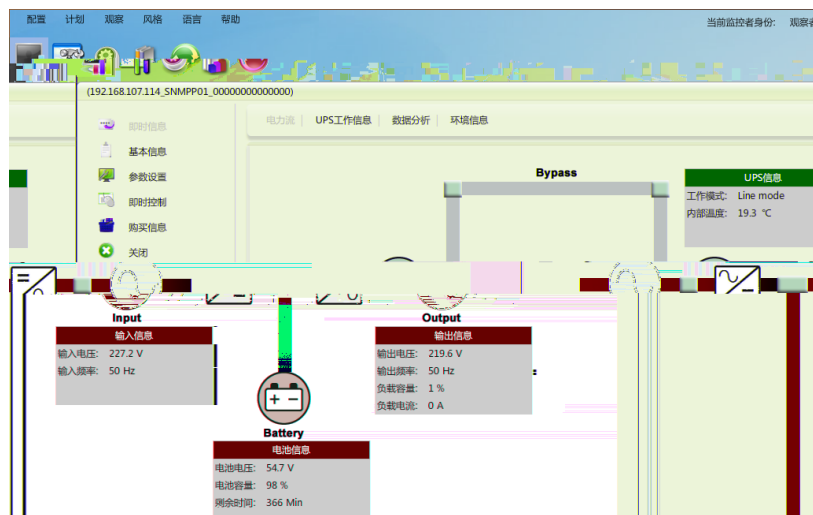 配置 计划 观察 风格 语言 帮助
当前监控者身份: 观察者
(192.168.107.114_SNMPP01_00000000000000)
即时信息
基本信息
参数设置
即时控制
购买信息
关闭
电力流 UPS工作信息 数据分析 环境信息
Bypass
UPS信息
工作模式: Line mode
内部温度: 19.3 ℃
Input
输入信息
输入电压: 227.2 V
输入频率: 50 Hz
Output
输出信息
输出电压: 219.6 V
输出频率: 50 Hz
负载容量: 1 %
负载电流: 0 A
Battery
电池信息
电池电压: 54.7 V
电池容量: 98 %
剩余时间: 366 Min